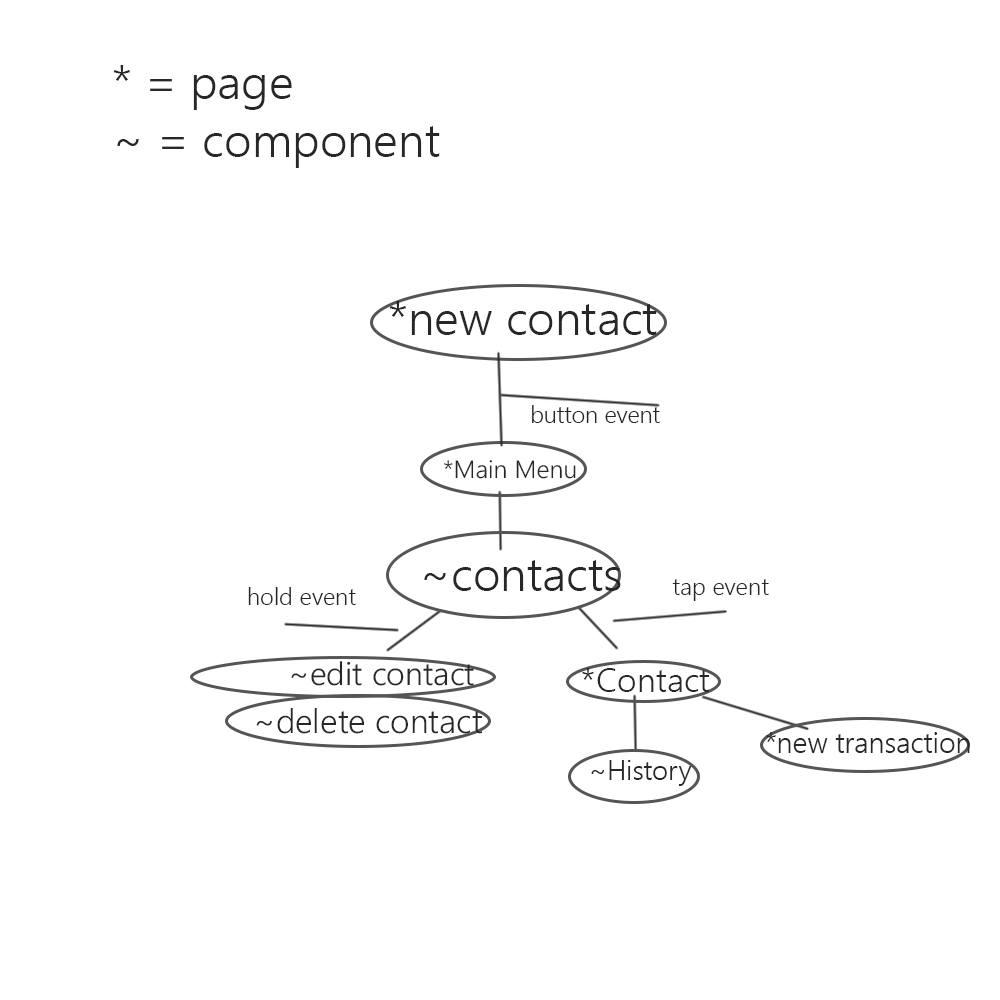 * = page
~ = component
*new contact
button event
*Main Menu
~contacts
hold event
tap event
~edit contact
*Contact
~delete contact
*new transaction
~History